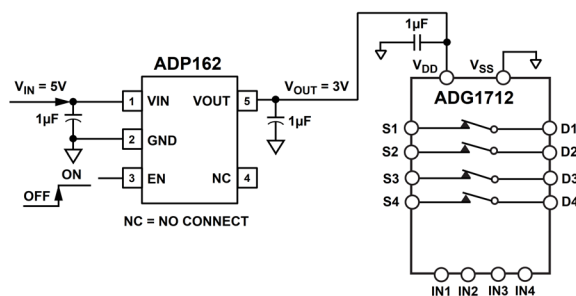 1µF
ADP162
VDD
VSS
VIN = 5V
VOUT = 3V
ADG1712
1 VIN VOUT 5
1µF
1µF
S1 D1
2 GND
S2 D2
ON
3 EN NC 4
S3 D3
OFF
S4 D4
NC = NO CONNECT
IN1 IN2 IN3 IN4